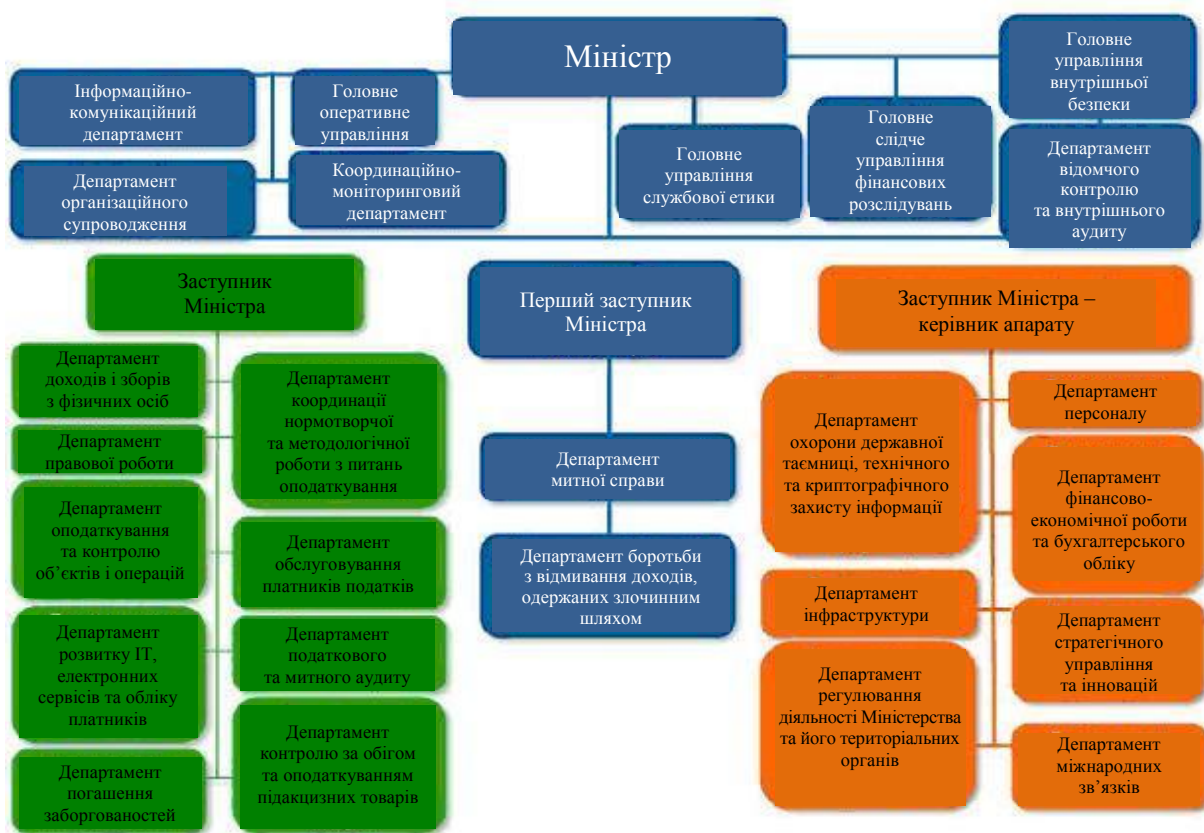 Міністр
Інформаційно-
комунікаційний
департамент
Головне
оперативне
управління
Департамент
організаційного
супроводження
Координаційно-
моніторинговий
департамент
Головне
управління
службової етики
Головне
слідче
управління
фінансових
розслідувань
Головне
управління
внутрішньої
безпеки
Департамент
відомчого
контролю
та внутрішнього
аудиту
Заступник
Міністра
Департамент
доходів і зборів
з фізичних осіб
Департамент
правової роботи
Департамент
оподаткування
та контролю
об’єктів і операцій
Департамент
розвитку ІТ,
електронних
сервісів та обліку
платників
Департамент
погашення
заборгованостей
Департамент
координації
нормотворчої
та методологічної
роботи з питань
оподаткування
Департамент
обслуговування
платників податків
Департамент
податкового
та митного аудиту
Департамент
контролю за обігом
та оподаткуванням
підакцизних товарів
Перший заступник
Міністра
Департамент
митної справи
Департамент боротьби
з відмивання доходів,
одержаних злочинним
шляхом
Заступник Міністра –
керівник апарату
Департамент
охорони державної
таємниці, технічного
та криптографічного
захисту інформації
Департамент
інфраструктури
Департамент
регулювання
діяльності Міністерства
та його територіальних
органів
Департамент
персоналу
Департамент
фінансово-
економічної роботи
та бухгалтерського
обліку
Департамент
стратегічного
управління
та інновацій
Департамент
міжнародних
зв’язків